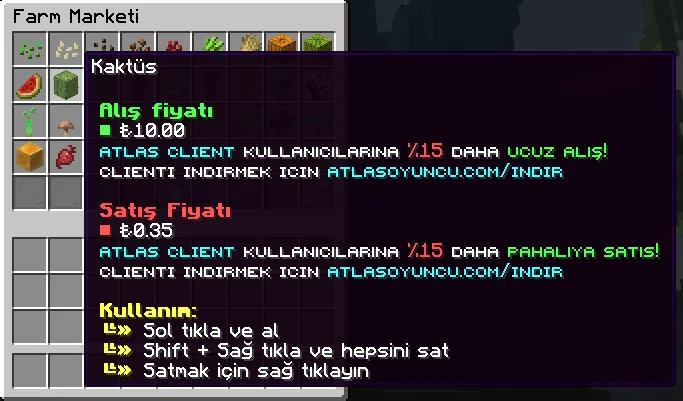 Farm Marketi
Kaktüs
Alış fiyatı
■ ₺10.00
ATLAS CLIENT KULLANICILARINA %15 DAHA UCUZ ALIŞ!
CLIENTI INDIRMEK ICIN ATLASOYUNCU.COM/INDIR
Satış Fiyatı
■ ₺0.35
ATLAS CLIENT KULLANICILARINA %15 DAHA PAHALIYA SATIS!
CLIENTI INDIRMEK ICIN ATLASOYUNCU.COM/INDIR
Kullanım:
Sol tıkla ve al
Shift + Sağ tıkla ve hepsini sat
Satmak için sağ tıklayın